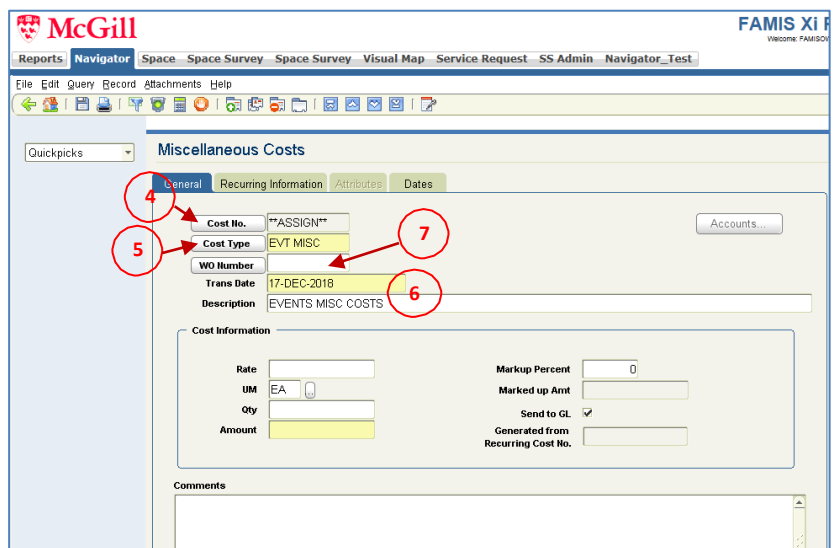 McGill
FAMIS Xi
Welcome: FAMISOW
Reports Navigator Space Space Survey Space Survey Visual Map Service Request SS Admin Navigator_Test
File Edit Query Record Attachments Help
Quickpicks
Miscellaneous Costs
General Recurring Information Attributes Dates
4
Cost No. **ASSIGN** Accounts...
5
Cost Type EVT MISC
7
WO Number
Trans Date 17-DEC-2018
6
Description EVENTS MISC COSTS
Cost Information
Rate Markup Percent 0
UM EA .. Marked up Amt
Qty Send to GL
Amount Generated from
Recurring Cost No.
Comments